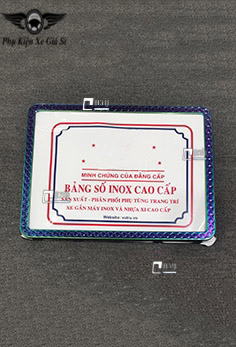 Phụ Kiện Xe Giá Sỉ
MINH CHỨNG CỦA ĐẲNG CẤP
BẢNG SỐ INOX CAO CẤP
SẢN XUẤT - PHÂN PHỐI PHỤ TÙNG TRANG TRÍ
XE GẮN MÁY INOX VÀ NHỰA XI CAO CẤP